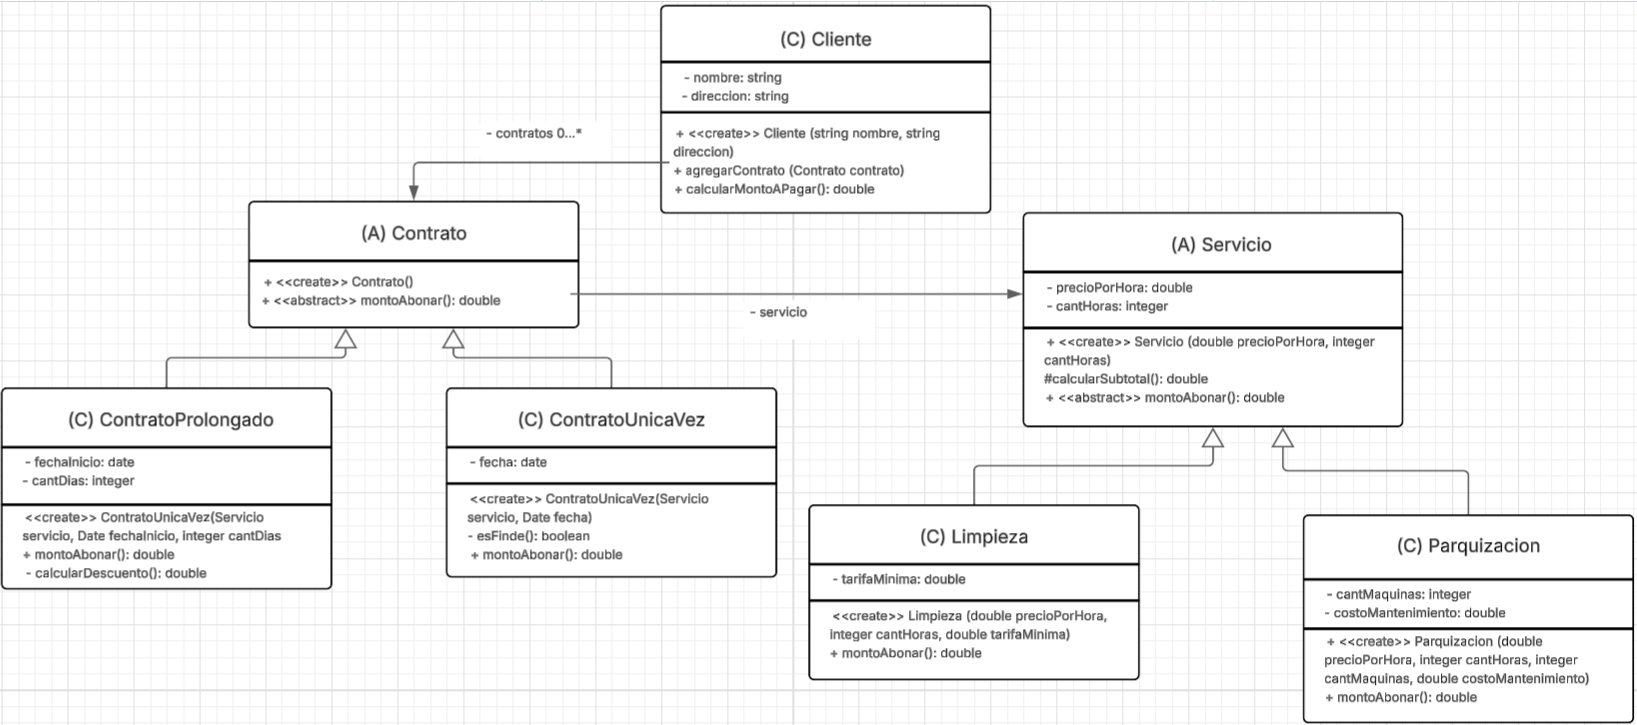 (C) Cliente
- nombre: string
- direccion: string
+ <<create>> Cliente (string nombre, string
direccion)
+ agregarContrato (Contrato contrato)
+ calcularMontoAPagar(): double
- contratos 0...*
(A) Contrato
+ <<create>> Contrato()
+ <<abstract>> montoAbonar(): double
- servicio
(A) Servicio
- precioPorHora: double
- cantHoras: integer
+ <<create>> Servicio (double precioPorHora, integer
cantHoras)
#calcularSubtotal(): double
+ <<abstract>> montoAbonar(): double
(C) ContratoProlongado
- fechaInicio: date
- cantDias: integer
<<create>> ContratoUnicaVez(Servicio
servicio, Date fechaInicio, integer cantDias
+ montoAbonar(): double
- calcularDescuento(): double
(C) ContratoUnicaVez
- fecha: date
<<create>> ContratoUnicaVez(Servicio
servicio, Date fecha)
- esFinde(): boolean
+ montoAbonar(): double
(C) Limpieza
- tarifaMinima: double
<<create>> Limpieza (double precioPorHora,
integer cantHoras, double tarifaMinima)
+ montoAbonar(): double
(C) Parquizacion
- cantMaquinas: integer
- costoMantenimiento: double
+ <<create>> Parquizacion (double
precioPorHora, integer cantHoras, integer
cantMaquinas, double costoMantenimiento)
+ montoAbonar(): double